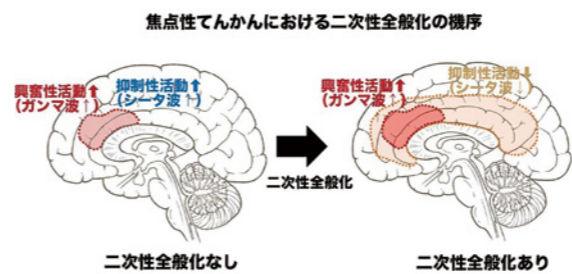 焦点性てんかんにおける二次性全般化の機序
興奮性活動⬆
(ガンマ波↑)
抑制性活動⬆
(シータ波↑)
興奮性活動⬆
(ガンマ波↑)
抑制性活動⬇
(シータ波↓)
二次性全般化
二次性全般化なし
二次性全般化あり